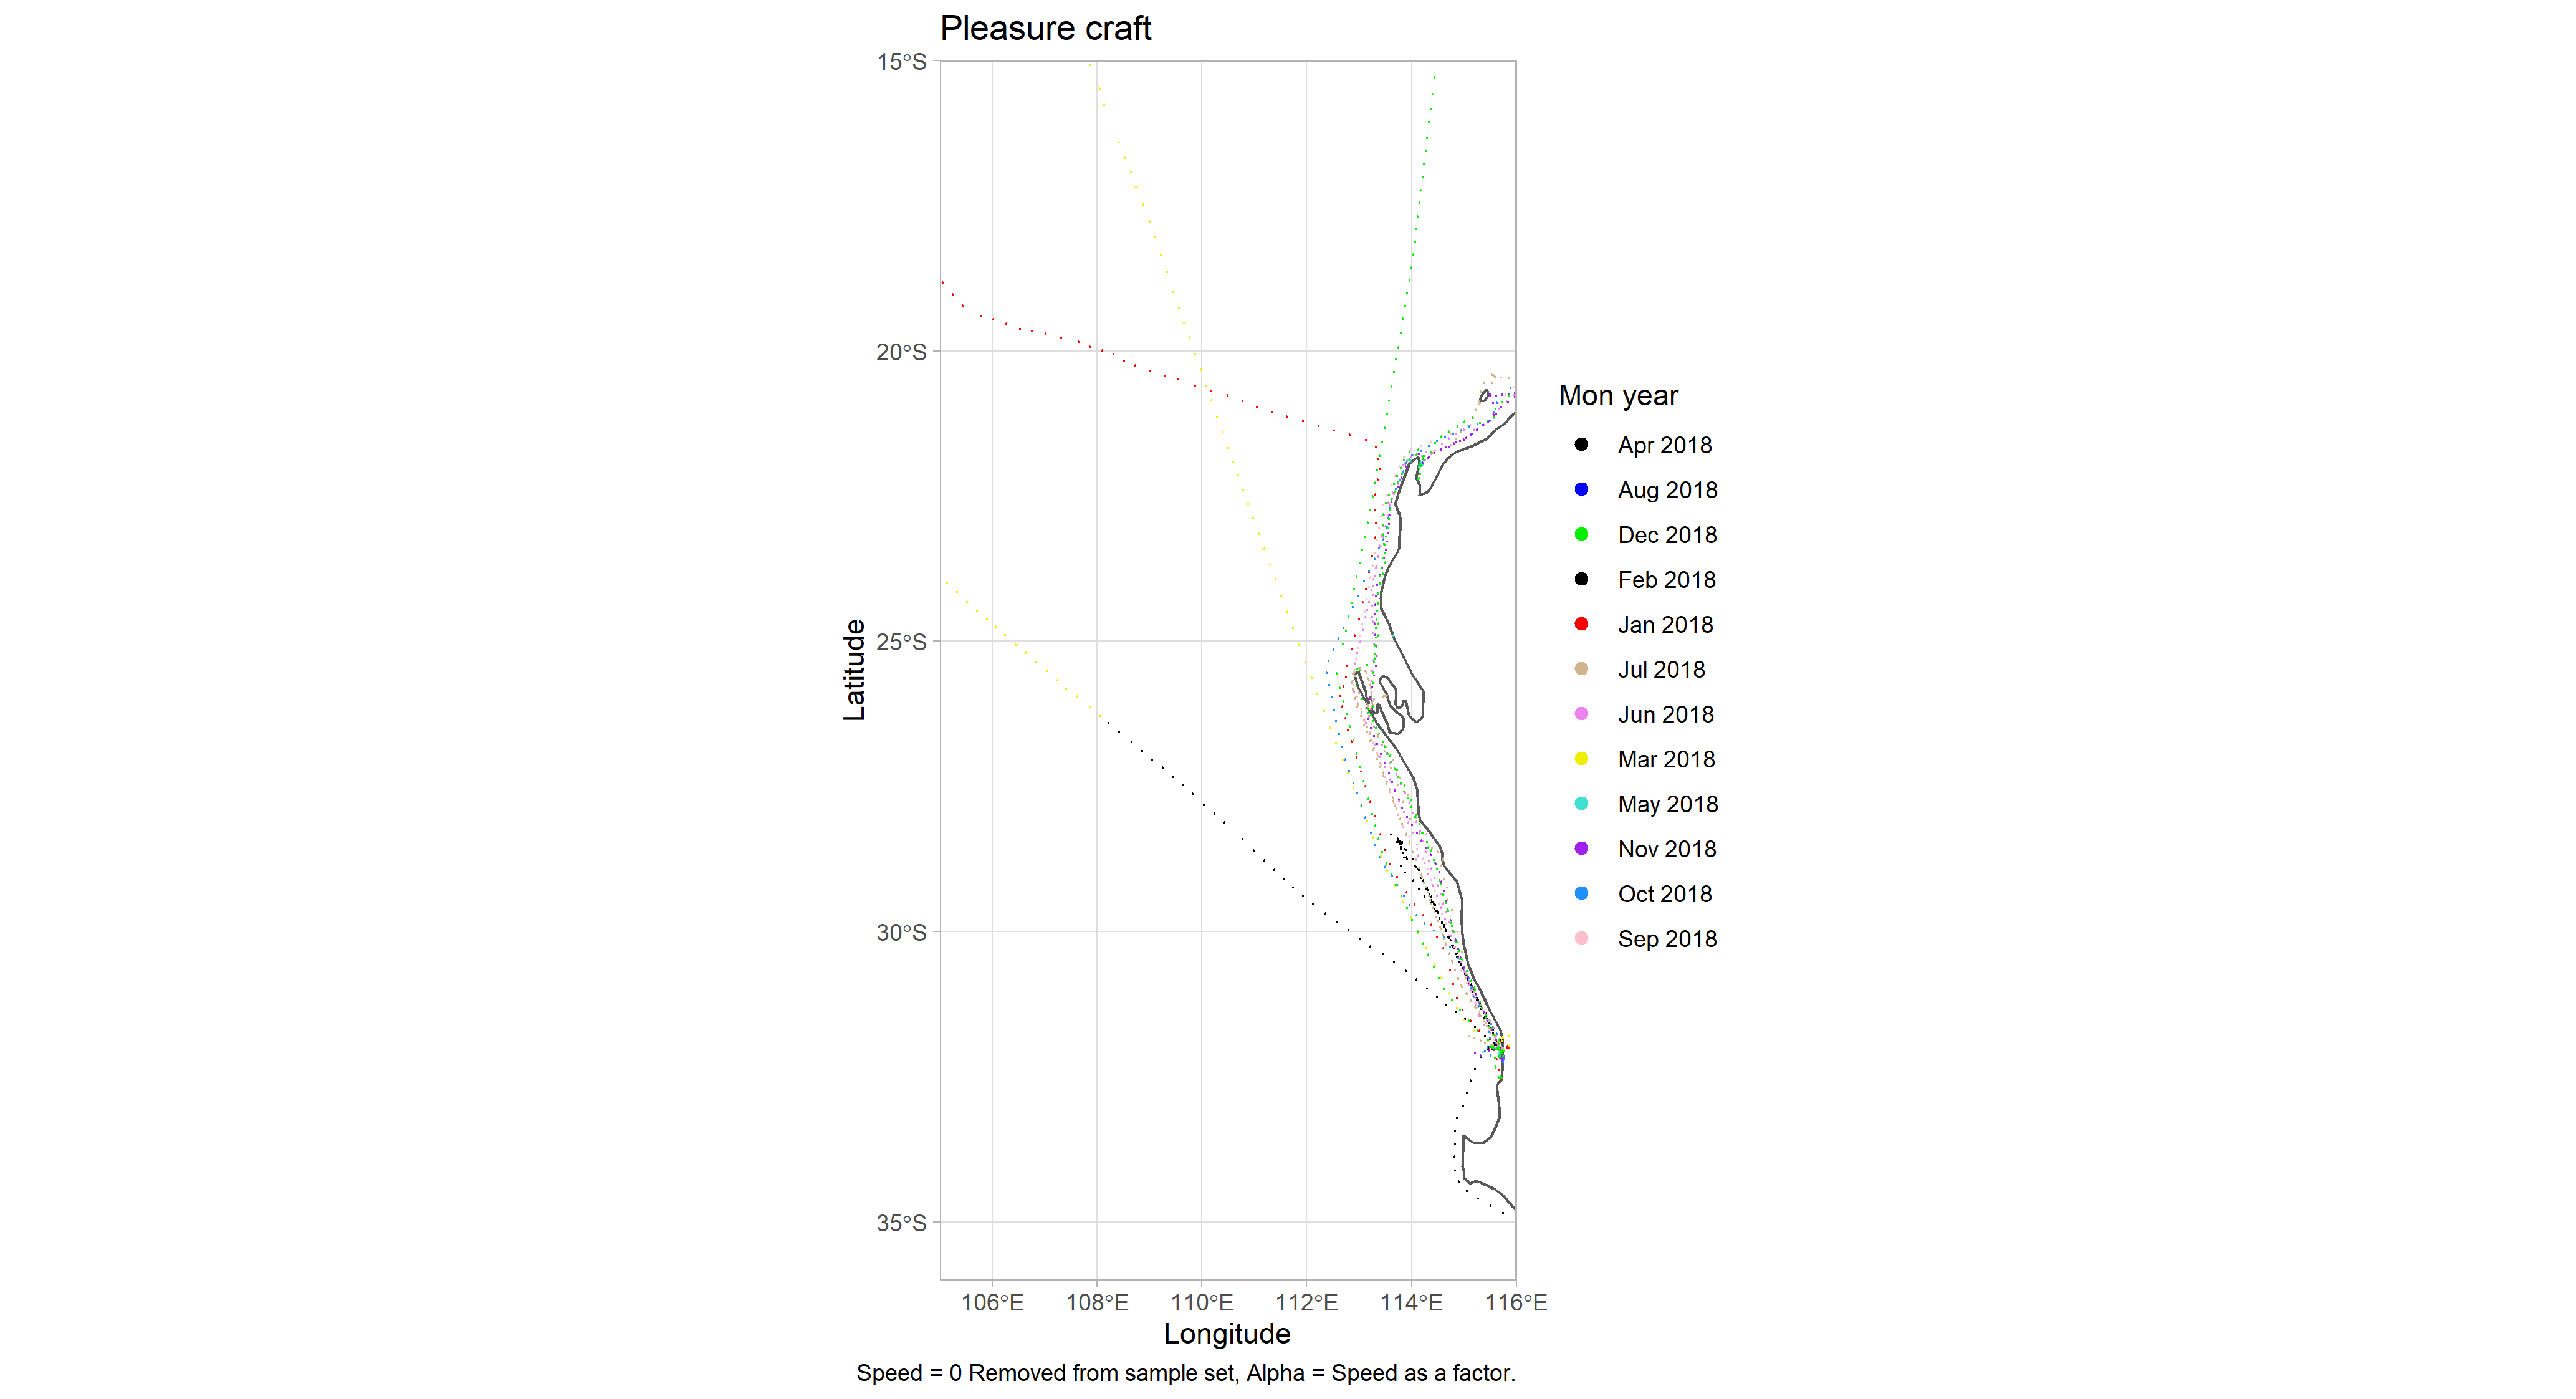 Pleasure craft
15°S
20°S
25°S
30°S
35°S
Latitude
106°E
108°E
110°E
112°E
114°E
116°E
Longitude
Speed = 0 Removed from sample set, Alpha = Speed as a factor.
Mon year
Apr 2018
Aug 2018
Dec 2018
Feb 2018
Jan 2018
Jul 2018
Jun 2018
Mar 2018
May 2018
Nov 2018
Oct 2018
Sep 2018